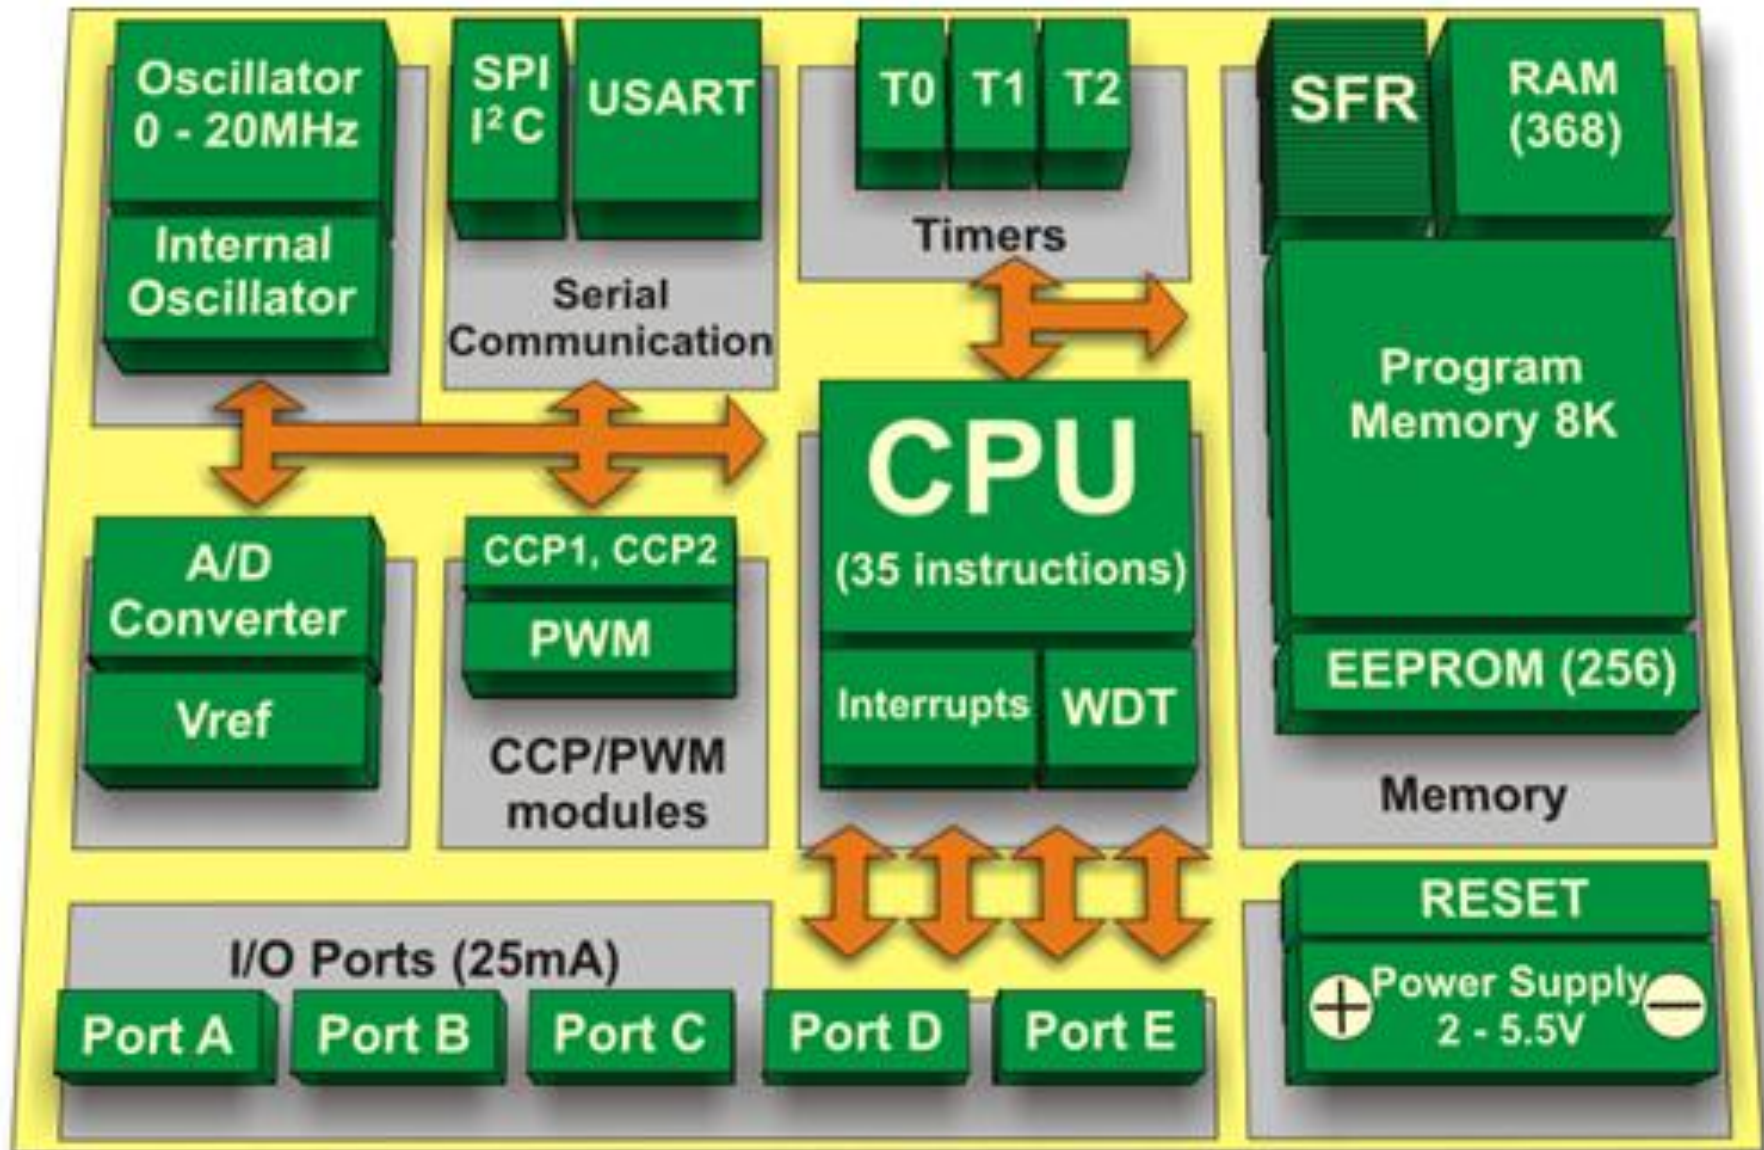 Oscillator
0 - 20MHz
Internal
Oscillator
SPI
I² C
USART
Serial
Communication
T0
T1
T2
Timers
SFR
RAM
(368)
Program
Memory 8K
EEPROM (256)
Memory
CPU
(35 instructions)
Interrupts
WDT
A/D
Converter
Vref
CCP1, CCP2
PWM
CCP/PWM
modules
I/O Ports (25mA)
Port A
Port B
Port C
Port D
Port E
RESET
+
Power Supply
2 - 5.5V
−